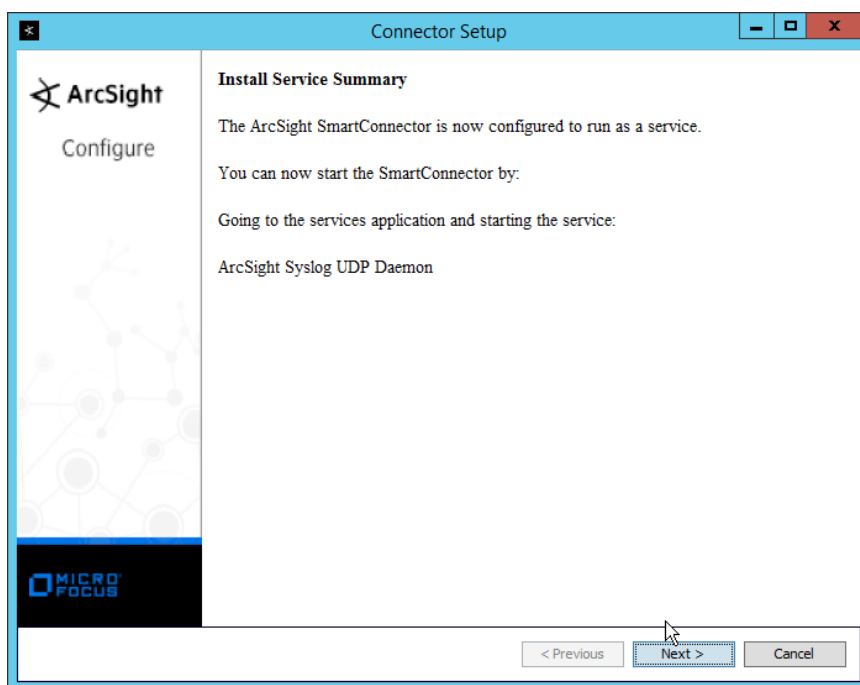 Connector Setup
ArcSight
Configure
Install Service Summary
The ArcSight SmartConnector is now configured to run as a service.
You can now start the SmartConnector by:
Going to the services application and starting the service:
ArcSight Syslog UDP Daemon
MICRO
FOCUS
< Previous
Next >
Cancel